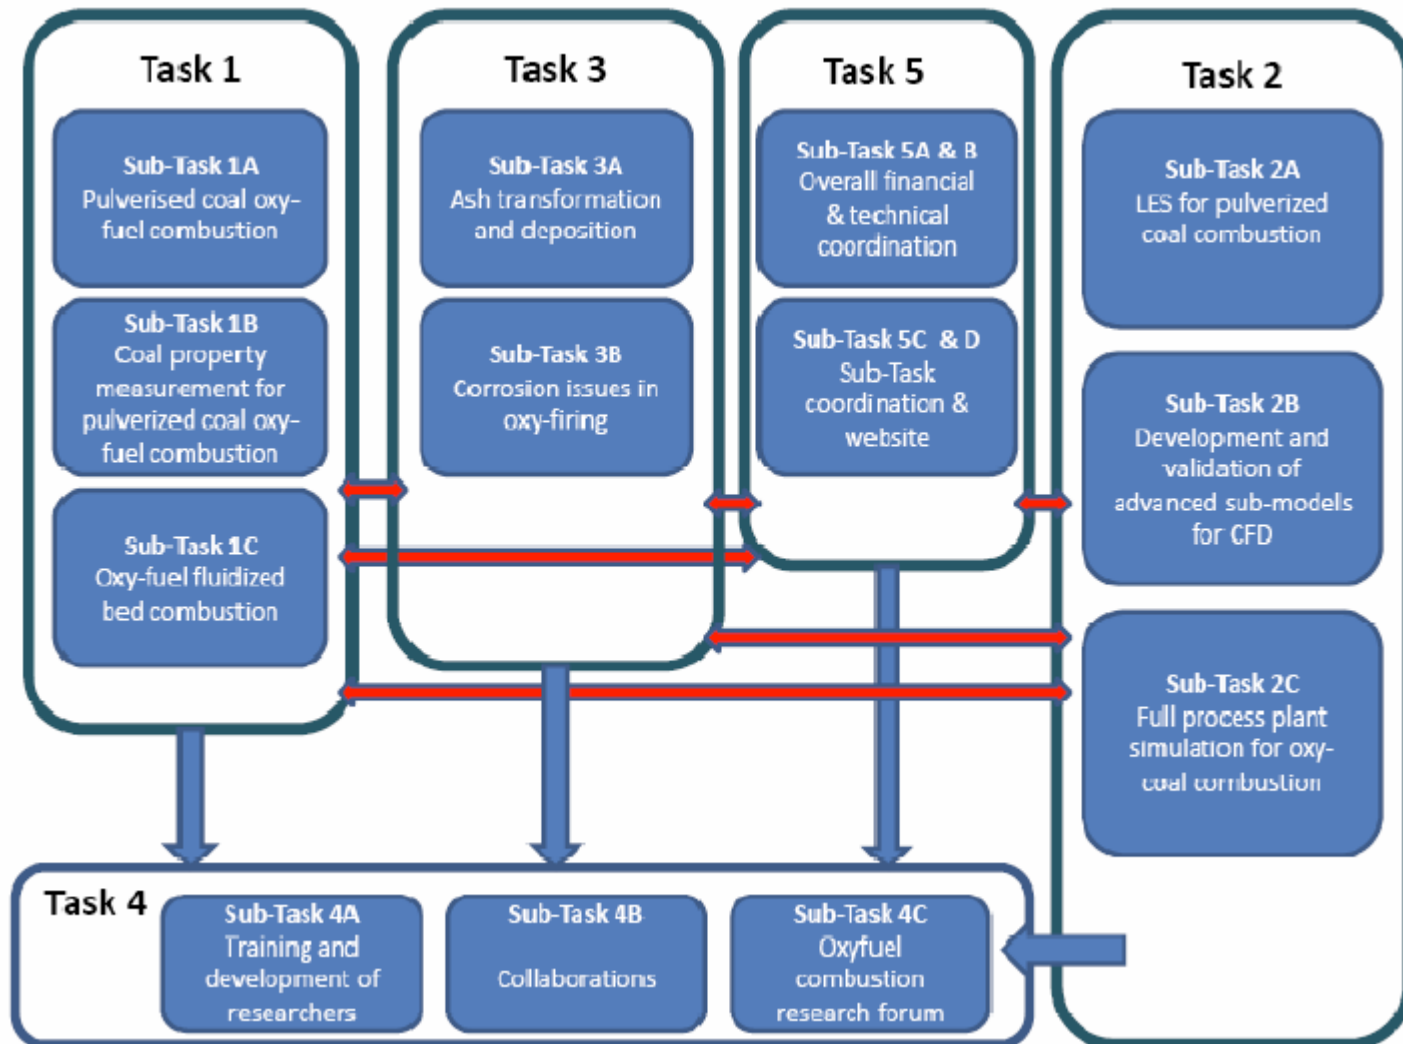 Task 1
Sub-Task 1A
Pulverised coal oxy-
fuel combustion
Sub-Task 1B
Coal property
measurement for
pulverized coal oxy-
fuel combustion
Sub-Task 1C
Oxy-fuel fluidized
bed combustion
Task 3
Sub-Task 3A
Ash transformation
and deposition
Sub-Task 3B
Corrosion issues in
oxy-firing
Task 5
Sub-Task 5A & B
Overall financial
& technical
coordination
Sub-Task 5C & D
Sub-Task
coordination &
website
Task 2
Sub-Task 2A
LES for pulverized
coal combustion
Sub-Task 2B
Development and
validation of
advanced sub-models
for CFD
Sub-Task 2C
Full process plant
simulation for oxy-
coal combustion
Task 4
Sub-Task 4A
Training and
development of
researchers
Sub-Task 4B
Collaborations
Sub-Task 4C
Oxyfuel
combustion
research forum